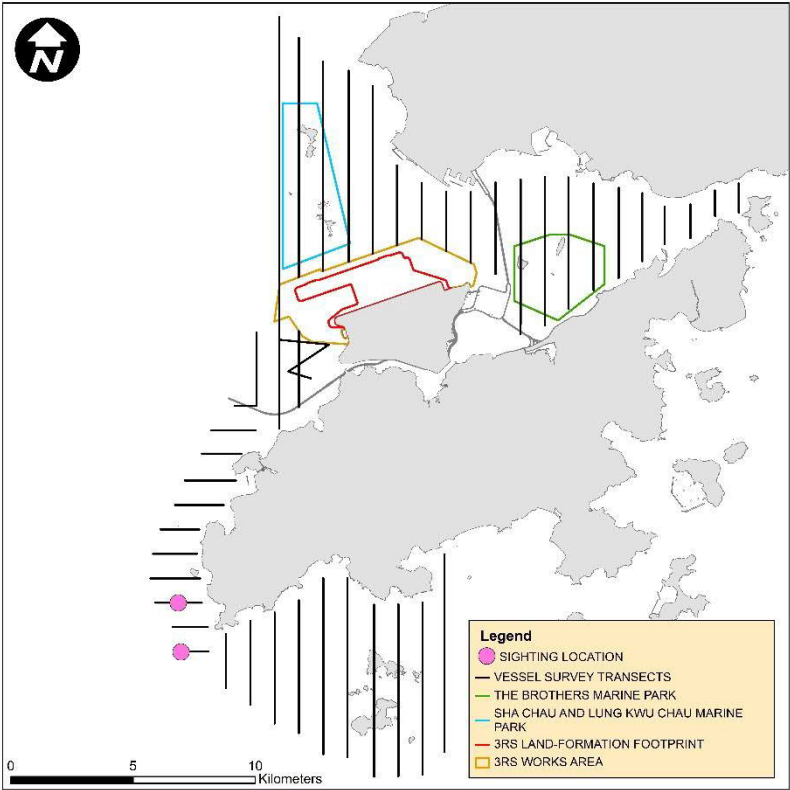 N
Legend
SIGHTING LOCATION
VESSEL SURVEY TRANSECTS
THE BROTHERS MARINE PARK
SHA CHAU AND LUNG KWU CHAU MARINE
PARK
3RS LAND-FORMATION FOOTPRINT
3RS WORKS AREA
0 5 10
Kilometers